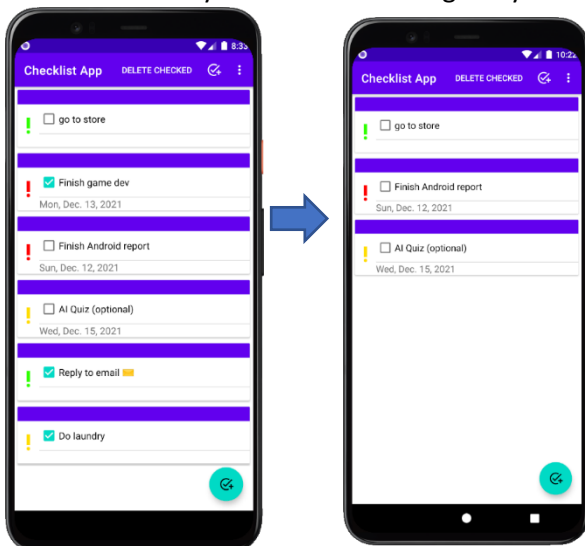 8:33
Checklist App DELETE CHECKED
go to store
Finish game dev
Mon, Dec. 13, 2021
Finish Android report
Sun, Dec. 12, 2021
AI Quiz (optional)
Wed, Dec. 15, 2021
Reply to email
Do laundry
10:22
Checklist App DELETE CHECKED
go to store
Finish Android report
Sun, Dec. 12, 2021
AI Quiz (optional)
Wed, Dec. 15, 2021